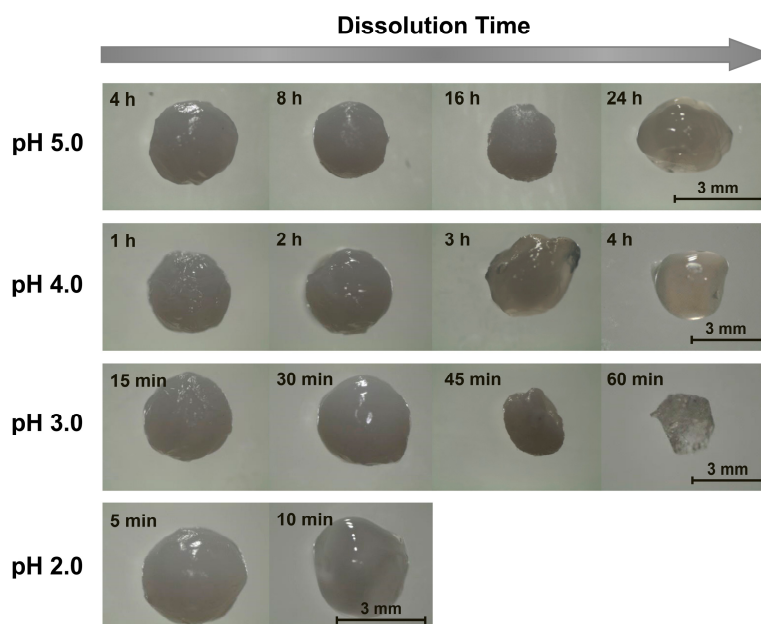 Dissolution Time
pH 5.0
4 h
8 h
16 h
24 h
3 mm
pH 4.0
1 h
2 h
3 h
4 h
3 mm
pH 3.0
15 min
30 min
45 min
60 min
3 mm
pH 2.0
5 min
10 min
3 mm